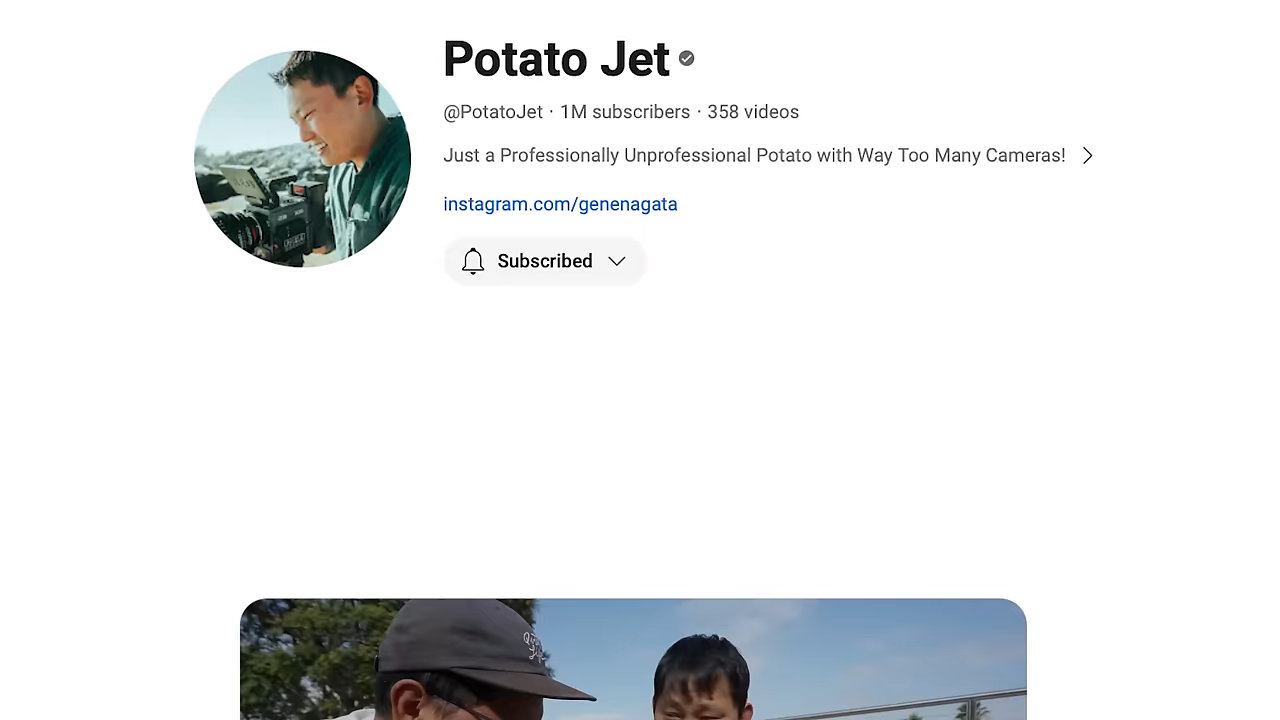 Potato Jet
@PotatoJet · 1M subscribers · 358 videos
Just a Professionally Unprofessional Potato with Way Too Many Cameras!
instagram.com/genenagata
Subscribed